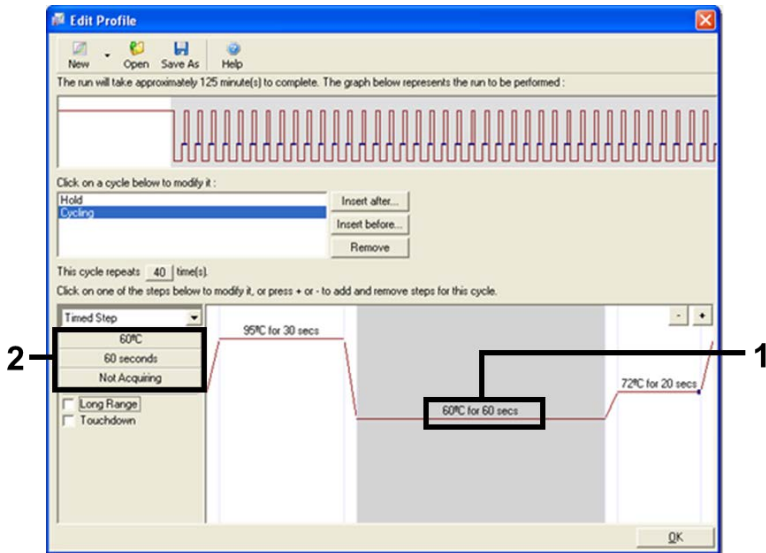 Edit Profile
New Open Save As Help
The run will take approximately 125 minute(s) to complete. The graph below represents the run to be performed :
Click on a cycle below to modify it :
Hold
Cycling
Insert after...
Insert before...
Remove
This cycle repeats 40 time(s).
Click on one of the steps below to modify it, or press + or - to add and remove steps for this cycle.
Timed Step
- +
60ºC
60 seconds
Not Acquiring
Long Range
Touchdown
95ºC for 30 secs
60ºC for 60 secs
72ºC for 20 secs
2
1
OK